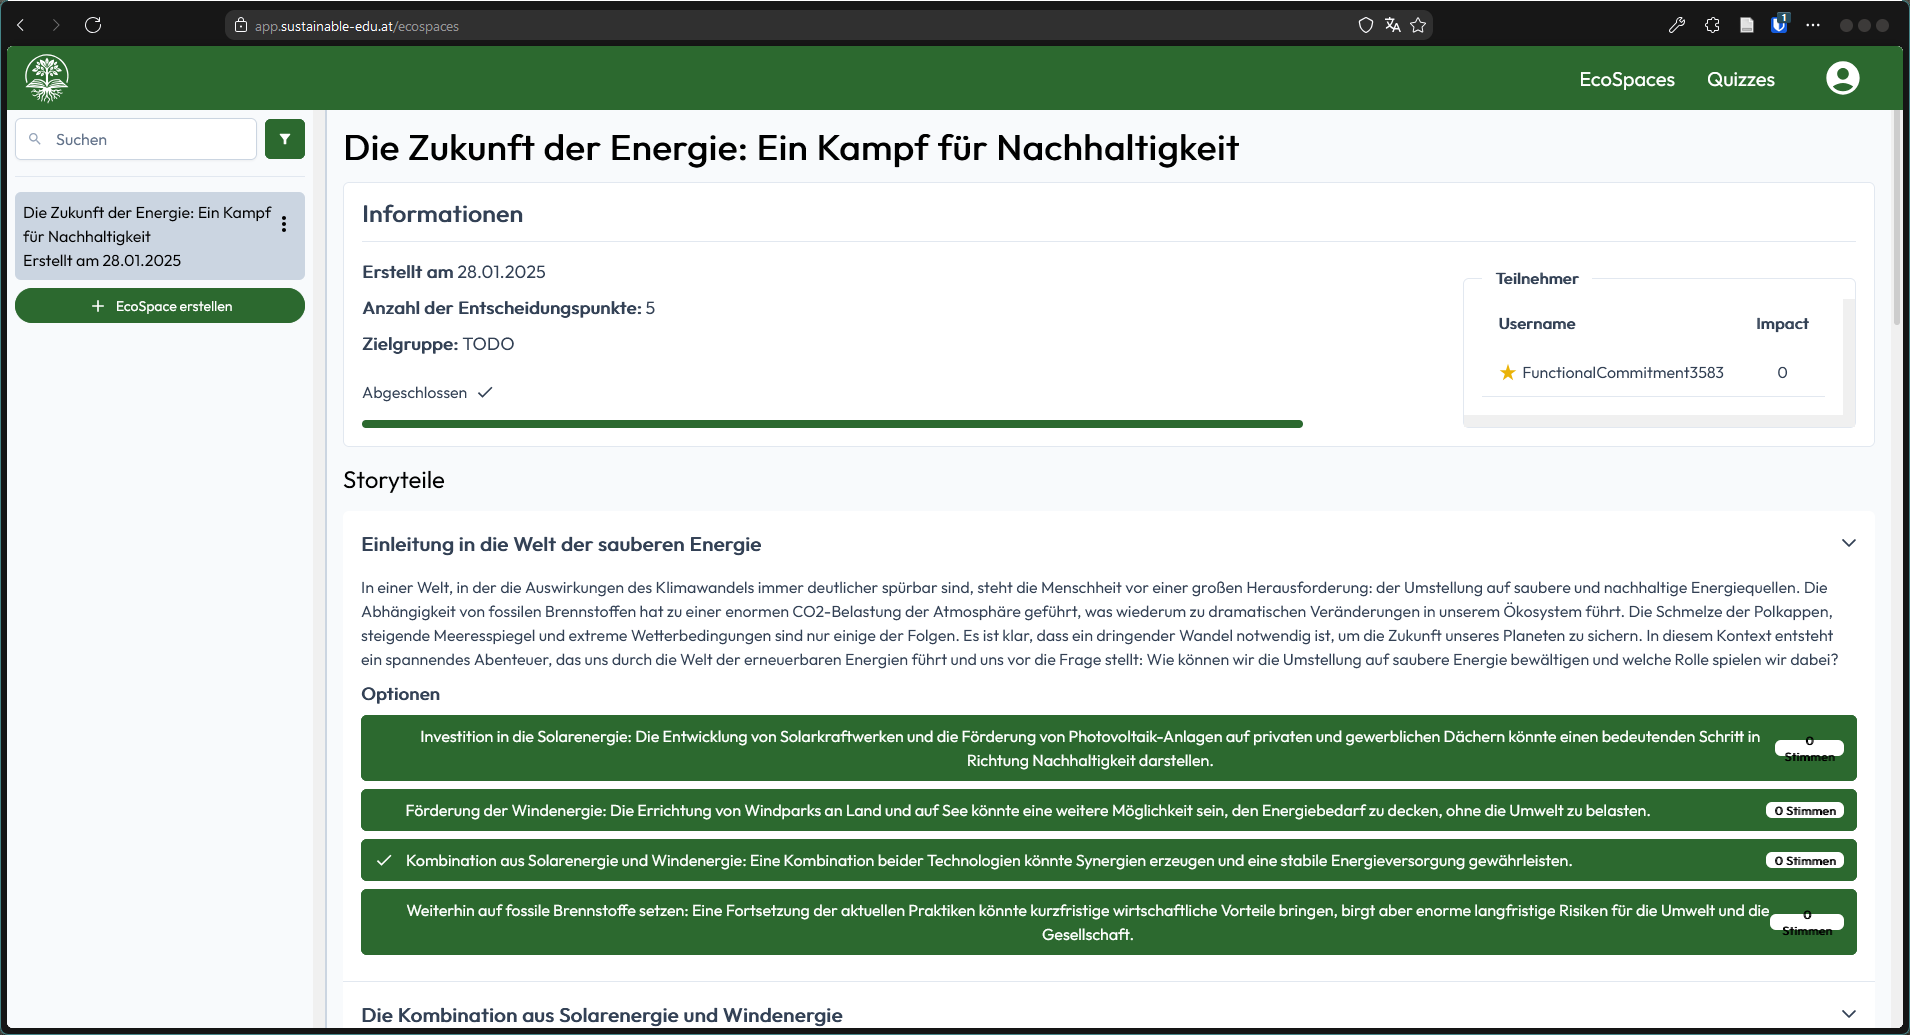 app.sustainable-edu.at/ecospaces
1
EcoSpaces
Quizzes
Suchen
Die Zukunft der Energie: Ein Kampf
für Nachhaltigkeit
Erstellt am 28.01.2025
EcoSpace erstellen
Die Zukunft der Energie: Ein Kampf für Nachhaltigkeit
Informationen
Erstellt am 28.01.2025
Anzahl der Entscheidungspunkte: 5
Zielgruppe: TODO
Abgeschlossen
Teilnehmer
Username Impact
FunctionalCommitment3583 0
Storyteile
Einleitung in die Welt der sauberen Energie
In einer Welt, in der die Auswirkungen des Klimawandels immer deutlicher spürbar sind, steht die Menschheit vor einer großen Herausforderung: der Umstellung auf saubere und nachhaltige Energiequellen. Die
Abhängigkeit von fossilen Brennstoffen hat zu einer enormen CO2-Belastung der Atmosphäre geführt, was wiederum zu dramatischen Veränderungen in unserem Ökosystem führt. Die Schmelze der Polkappen,
steigende Meeresspiegel und extreme Wetterbedingungen sind nur einige der Folgen. Es ist klar, dass ein dringender Wandel notwendig ist, um die Zukunft unseres Planeten zu sichern. In diesem Kontext entsteht
ein spannendes Abenteuer, das uns durch die Welt der erneuerbaren Energien führt und uns vor die Frage stellt: Wie können wir die Umstellung auf saubere Energie bewältigen und welche Rolle spielen wir dabei?
Optionen
Investition in die Solarenergie: Die Entwicklung von Solarkraftwerken und die Förderung von Photovoltaik-Anlagen auf privaten und gewerblichen Dächern könnte einen bedeutenden Schritt in
Richtung Nachhaltigkeit darstellen.
0
Stimmen
Förderung der Windenergie: Die Errichtung von Windparks an Land und auf See könnte eine weitere Möglichkeit sein, den Energiebedarf zu decken, ohne die Umwelt zu belasten.
0 Stimmen
Kombination aus Solarenergie und Windenergie: Eine Kombination beider Technologien könnte Synergien erzeugen und eine stabile Energieversorgung gewährleisten.
0 Stimmen
Weiterhin auf fossile Brennstoffe setzen: Eine Fortsetzung der aktuellen Praktiken könnte kurzfristige wirtschaftliche Vorteile bringen, birgt aber enorme langfristige Risiken für die Umwelt und die
Gesellschaft.
0
Stimmen
Die Kombination aus Solarenergie und Windenergie